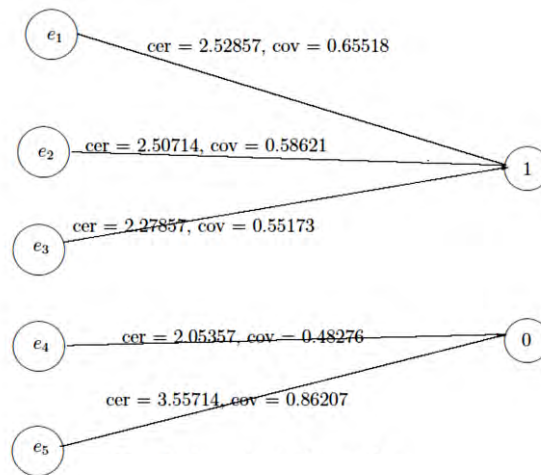 e1
cer = 2.52857, cov = 0.65518
e2
cer = 2.50714, cov = 0.58621
1
e3
cer = 2.27857, cov = 0.55173
e4
cer = 2.05357, cov = 0.48276
0
cer = 3.55714, cov = 0.86207
e5